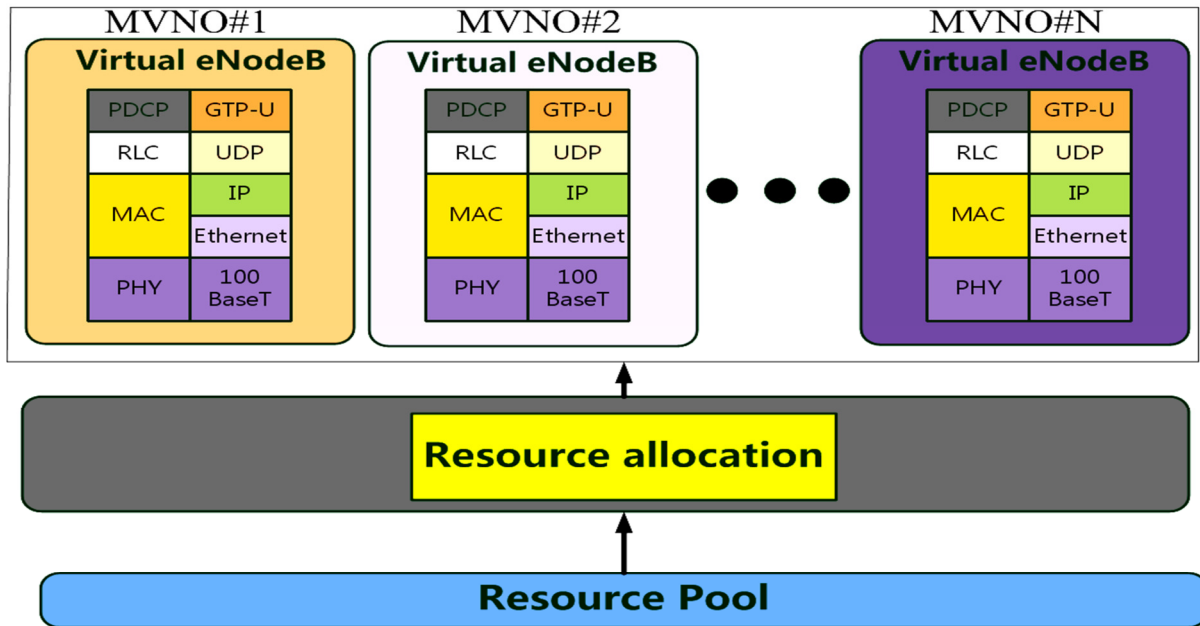 MVNO#1
MVNO#2
MVNO#N
Virtual eNodeB
PDCP GTP-U
RLC UDP
MAC IP
Ethernet
PHY 100
BaseT
Virtual eNodeB
PDCP GTP-U
RLC UDP
MAC IP
Ethernet
PHY 100
BaseT
Virtual eNodeB
PDCP GTP-U
RLC UDP
MAC IP
Ethernet
PHY 100
BaseT
Resource allocation
Resource Pool